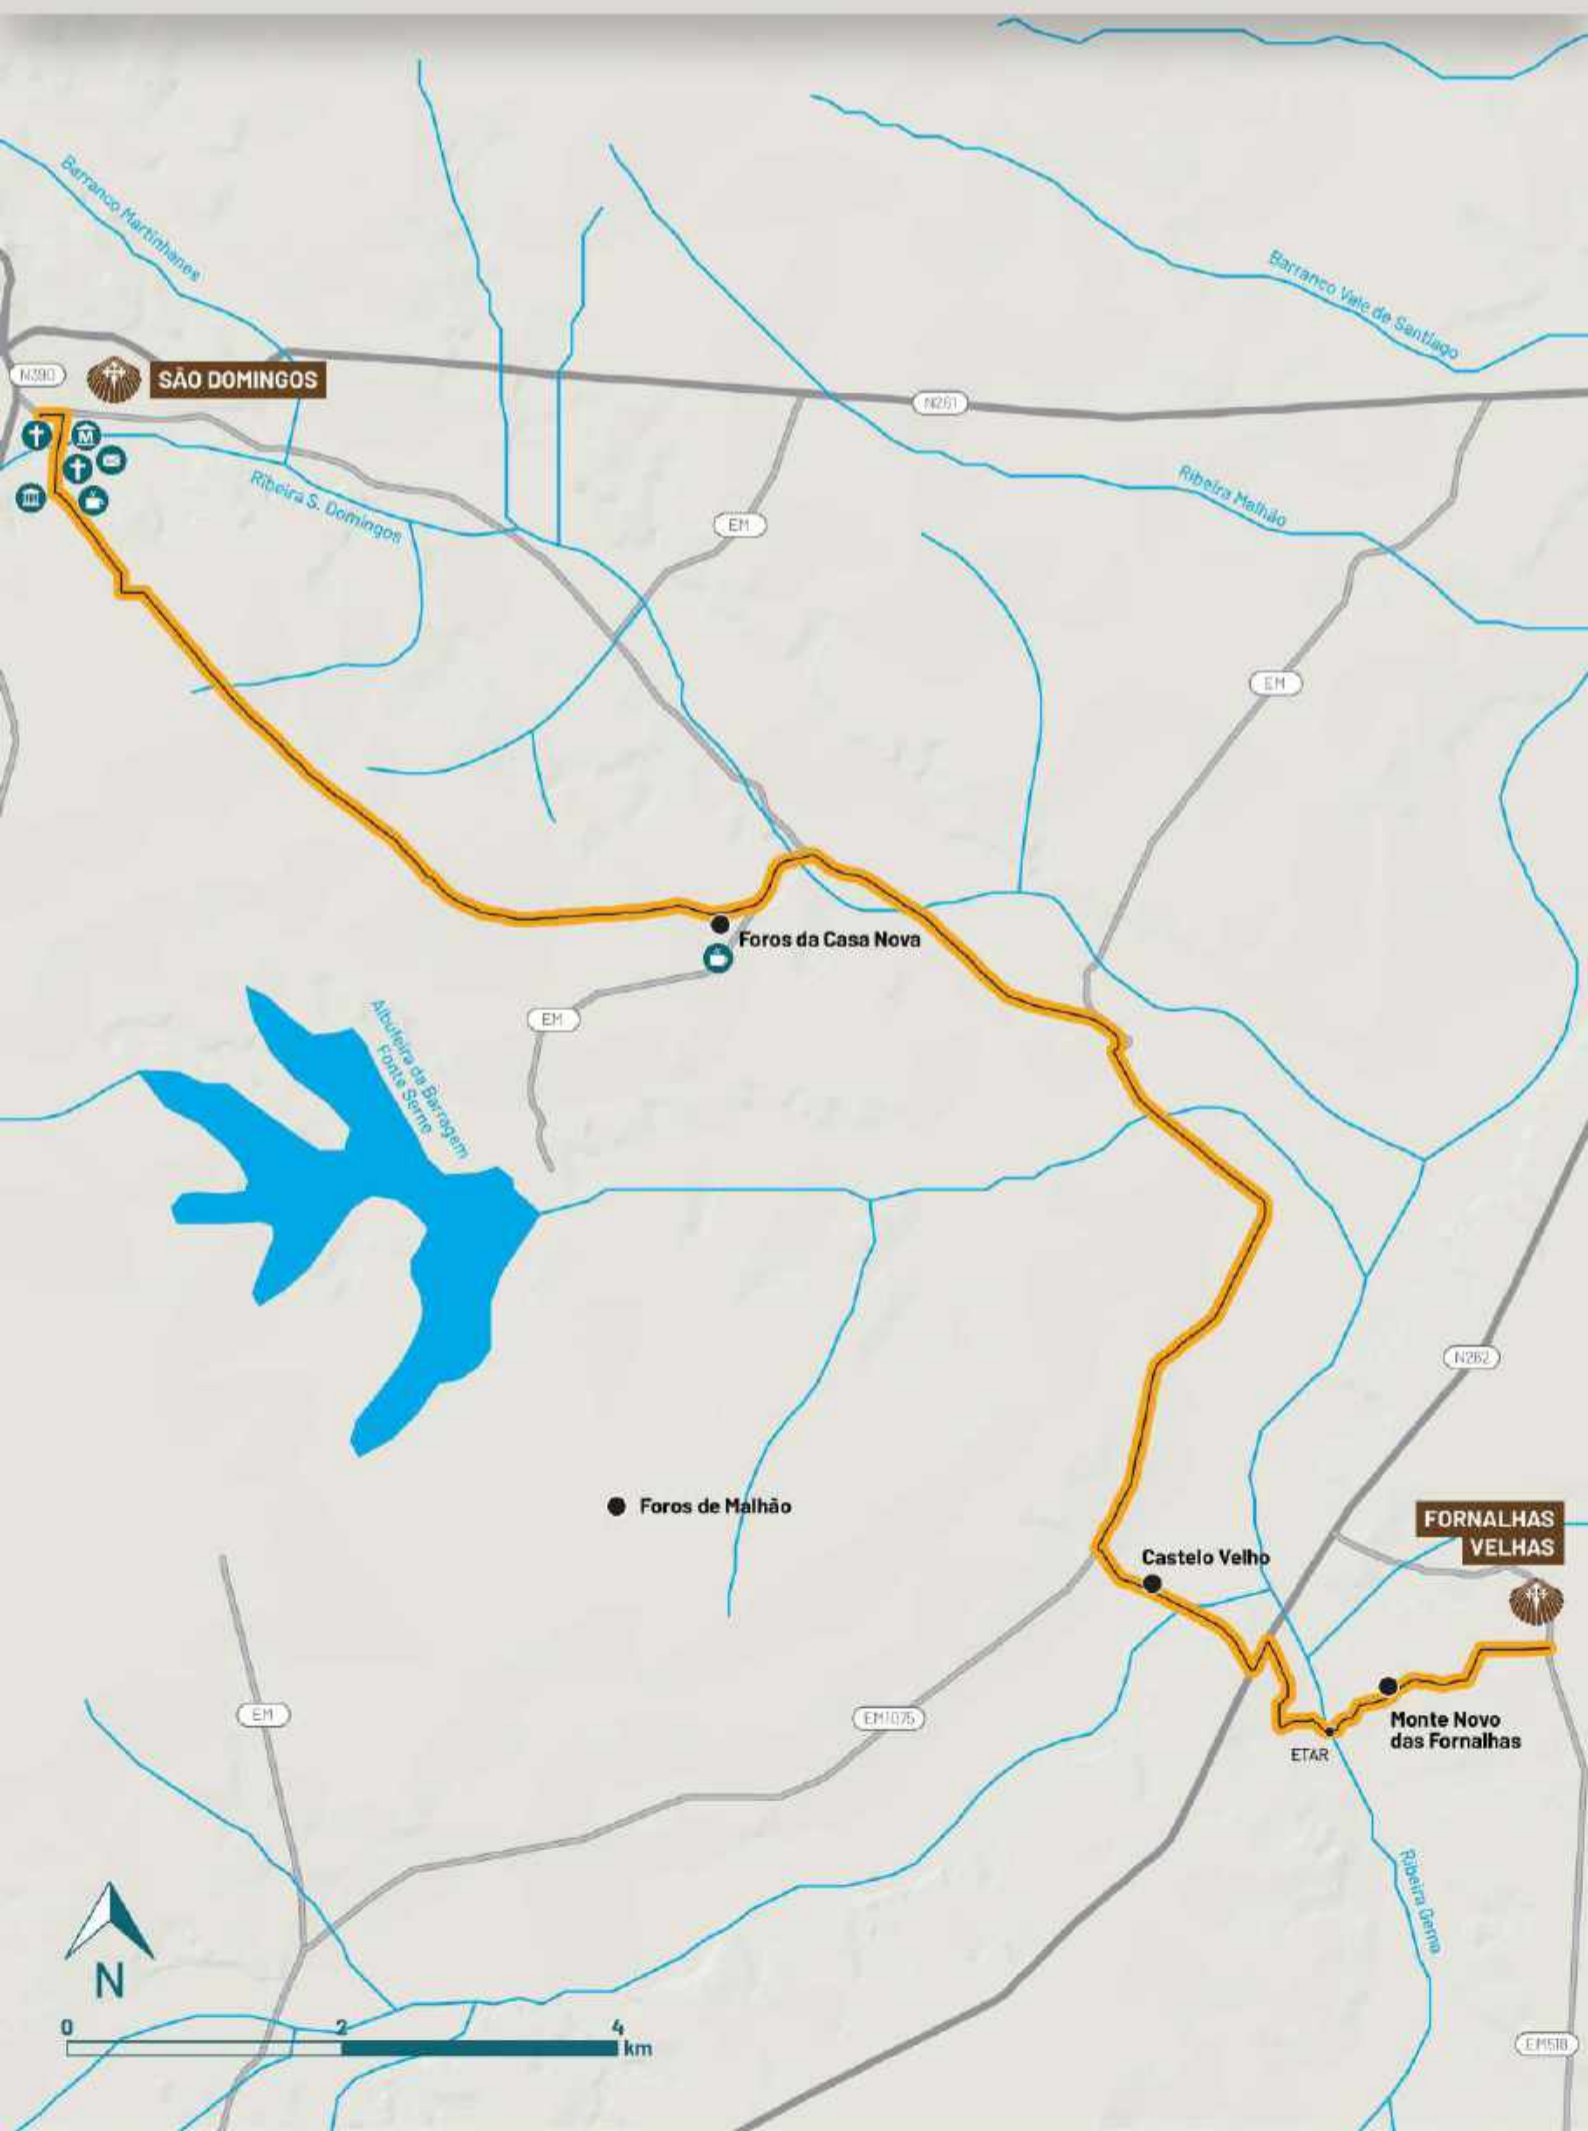 Barranco Martinhanes
Barranco Vale de Santiago
N390
SÃO DOMINGOS
N261
M
Ribeira S. Domingos
Ribeira Malhão
EM
EM
Foros da Casa Nova
EM
Albufeira da Barragem
Fonte Serne
N262
Foros de Malhão
FORNALHAS
VELHAS
Castelo Velho
EM
EM1075
Monte Novo
das Fornalhas
ETAR
Ribeira Gema
N
0 2 4
km
EM518